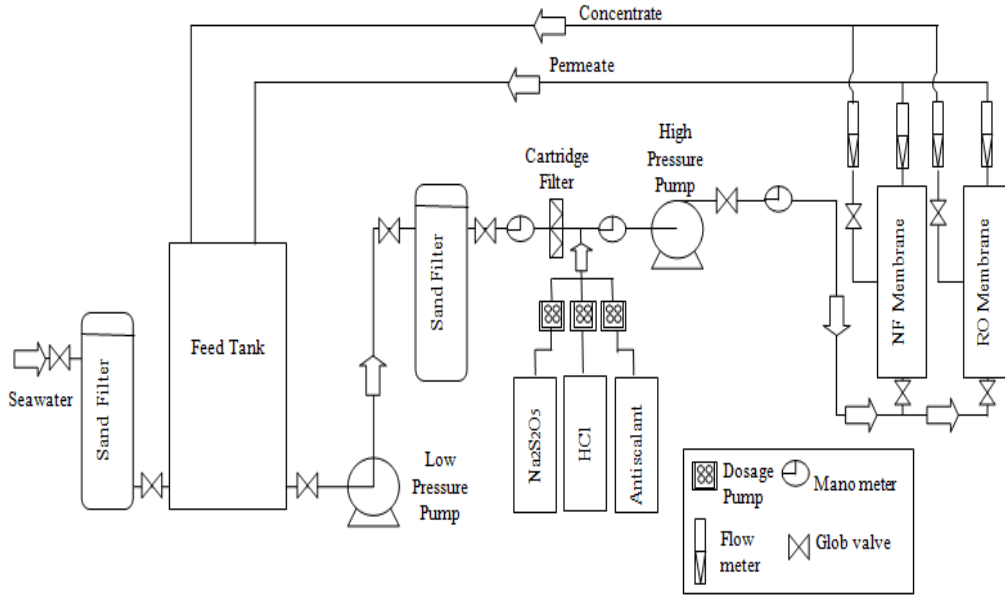 Concentrate
Permeate
High
Pressure
Pump
Cartridge
Filter
Sand Filter
Feed Tank
NF Membrane
RO Membrane
Seawater
Sand Filter
Low
Pressure
Pump
Na2S2O5
HCl
Antiscalant
Dosage
Pump
Mano meter
Flow
meter
Glob valve